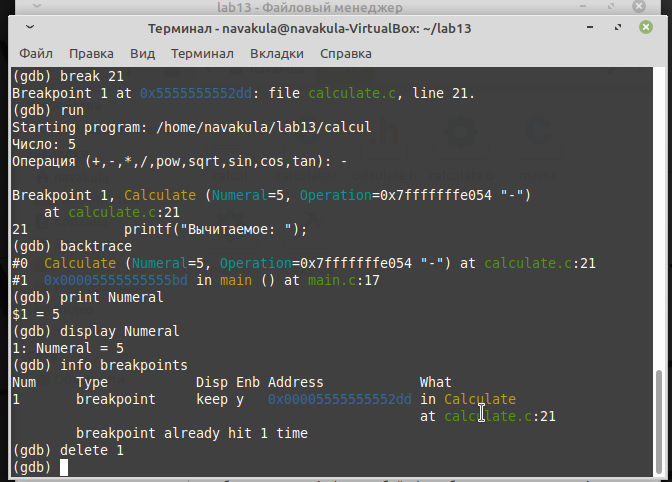 lab13 - Файловый менеджер
Терминал - navakula@navakula-VirtualBox: ~/lab13
Файл Правка Вид Терминал Вкладки Справка
(gdb) break 21
Breakpoint 1 at 0x5555555552dd: file calculate.c, line 21.
(gdb) run
Starting program: /home/navakula/lab13/calcul
Число: 5
Операция (+,-,*,/,pow,sqrt,sin,cos,tan): -
Breakpoint 1, Calculate (Numeral=5, Operation=0x7fffffffe054 "-")
at calculate.c:21
21 printf("Вычитаемое: ");
(gdb) backtrace
#0 Calculate (Numeral=5, Operation=0x7fffffffe054 "-") at calculate.c:21
#1 0x00005555555555bd in main () at main.c:17
(gdb) print Numeral
$1 = 5
(gdb) display Numeral
1: Numeral = 5
(gdb) info breakpoints
Num Type Disp Enb Address What
1 breakpoint keep y 0x00005555555552dd in Calculate
at calculate.c:21
breakpoint already hit 1 time
(gdb) delete 1
(gdb)